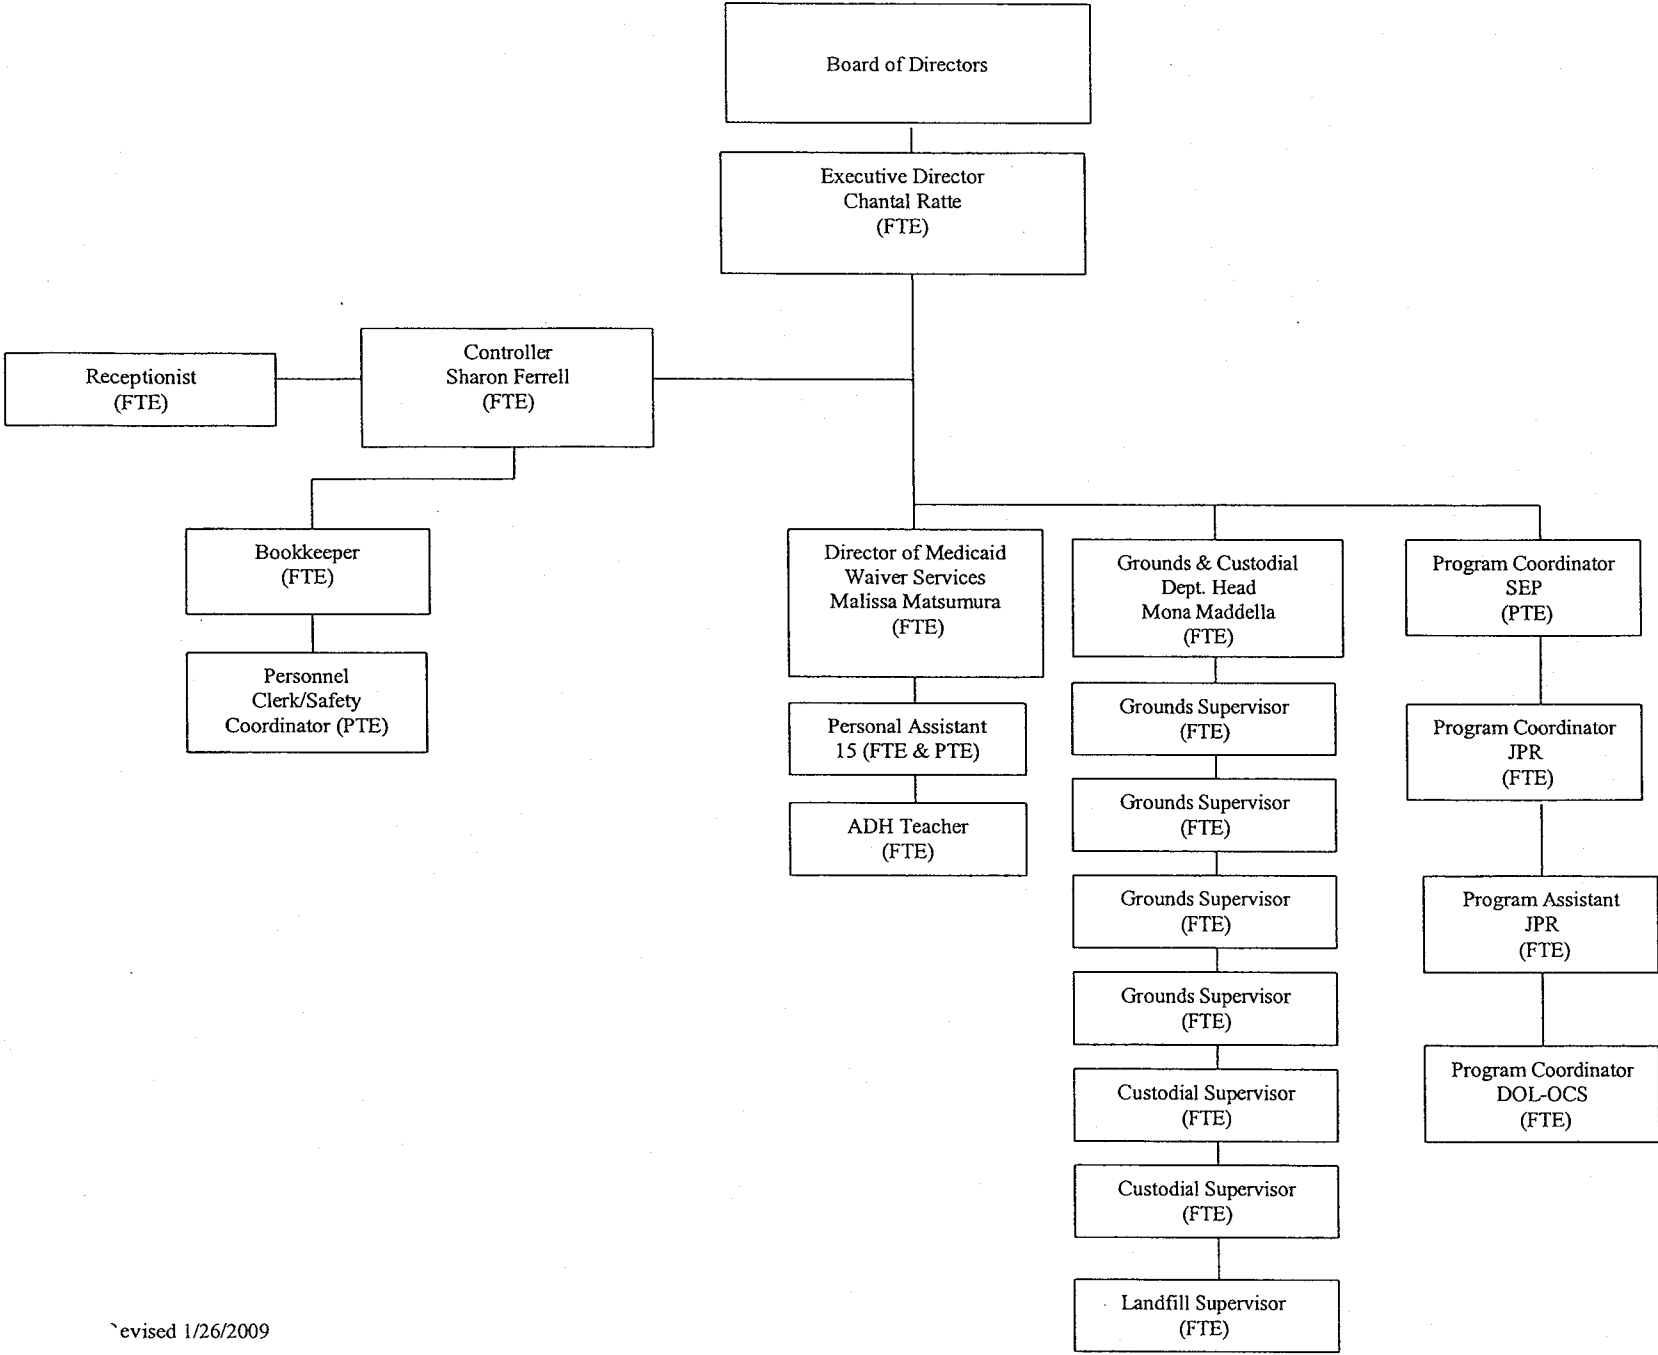 Board of Directors
Executive Director
Chantal Ratte
(FTE)
Receptionist
(FTE)
Controller
Sharon Ferrell
(FTE)
Bookkeeper
(FTE)
Personnel
Clerk/Safety
Coordinator (PTE)
Director of Medicaid
Waiver Services
Malissa Matsumura
(FTE)
Personal Assistant
15 (FTE & PTE)
ADH Teacher
(FTE)
Grounds & Custodial
Dept. Head
Mona Maddella
(FTE)
Grounds Supervisor
(FTE)
Grounds Supervisor
(FTE)
Grounds Supervisor
(FTE)
Grounds Supervisor
(FTE)
Custodial Supervisor
(FTE)
Custodial Supervisor
(FTE)
Landfill Supervisor
(FTE)
Program Coordinator
SEP
(PTE)
Program Coordinator
JPR
(FTE)
Program Assistant
JPR
(FTE)
Program Coordinator
DOL-OCS
(FTE)
evised 1/26/2009